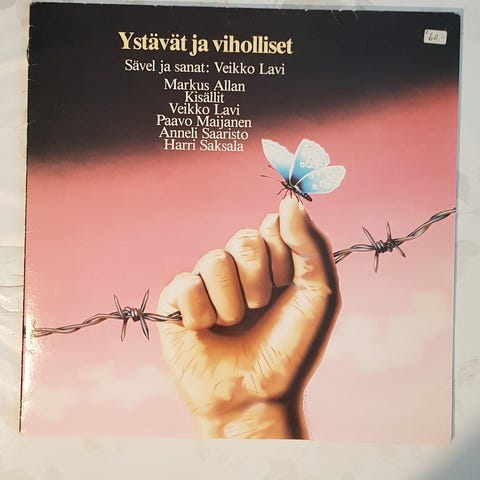 Ystävät ja viholliset
Sävel ja sanat: Veikko Lavi
Markus Allan
Kisällit
Veikko Lavi
Paavo Maijanen
Anneli Saaristo
Harri Saksala
60,-